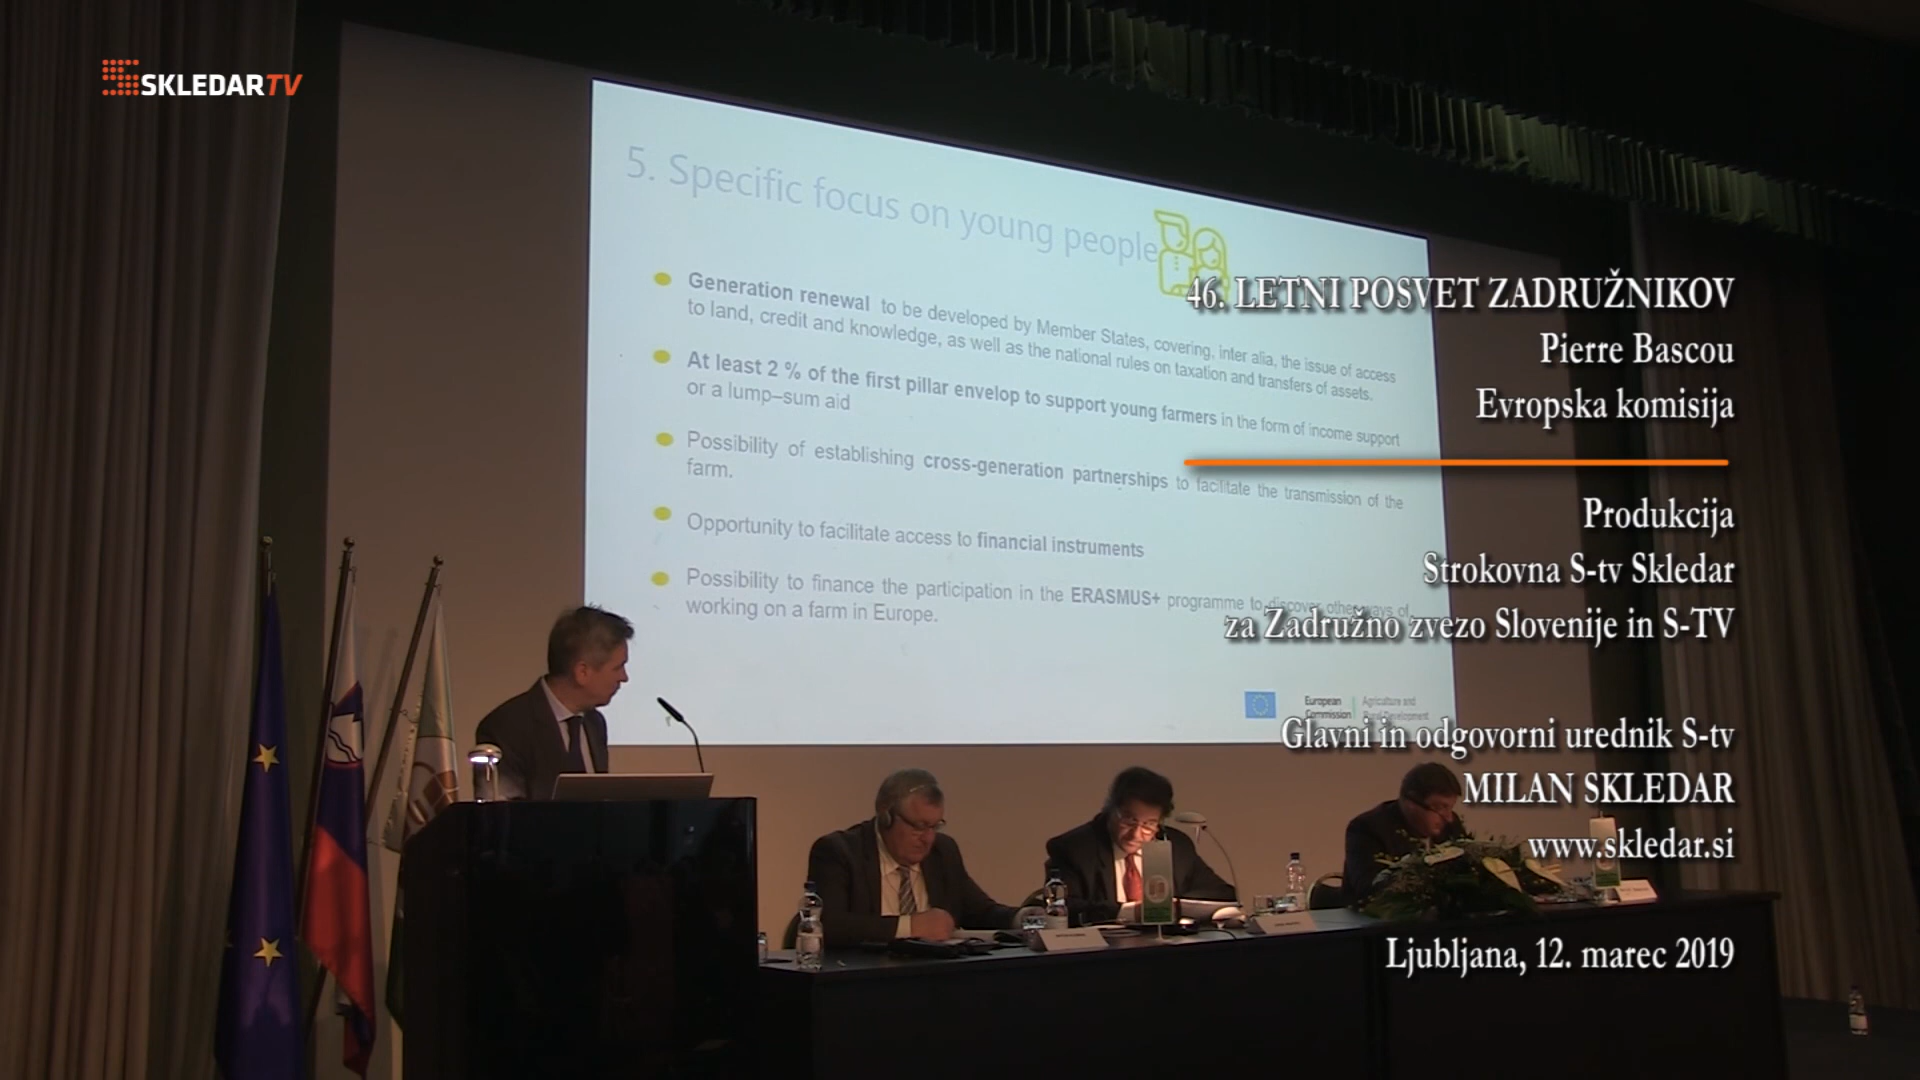 SKLEDARTV
5. Specific focus on young people
Generation renewal to be developed by Member States, covering, inter alia, the issue of access
to land, credit and knowledge, as well as the national rules on taxation and transfers of assets.
At least 2 % of the first pillar envelop to support young farmers in the form of income support
or a lump–sum aid
Possibility of establishing cross-generation partnerships to facilitate the transmission of the
farm.
Opportunity to facilitate access to financial instruments
Possibility to finance the participation in the ERASMUS+ programme to discover other ways of
working on a farm in Europe.
European
Commission
Agriculture and
Rural Development
46. LETNI POSVET ZADRUŽNIKOV
Pierre Bascou
Evropska komisija
Produkcija
Strokovna S-tv Skledar
za Zadružno zvezo Slovenije in S-TV
Glavni in odgovorni urednik S-tv
MILAN SKLEDAR
www.skledar.si
Ljubljana, 12. marec 2019